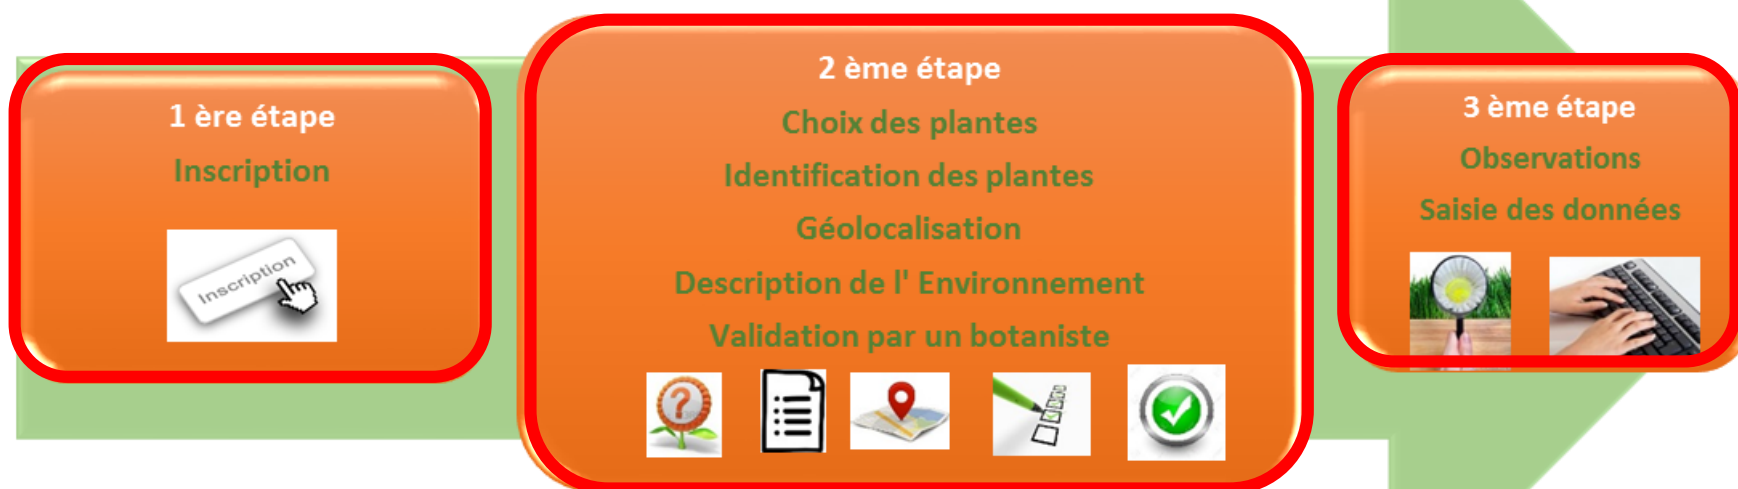 1 ère étape
Inscription
Inscription
2 ème étape
Choix des plantes
Identification des plantes
Géolocalisation
Description de l' Environnement
Validation par un botaniste
?
3 ème étape
Observations
Saisie des données